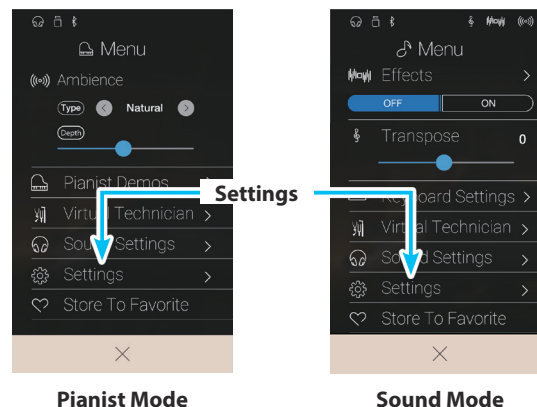 Menu
Ambience
Type
Natural
Depth
Pianist Demos
Virtual Technician
Sound Settings
Settings
Store To Favorite
Pianist Mode
Settings
Menu
Effects
OFF ON
Transpose 0
Keyboard Settings
Virtual Technician
Sound Settings
Settings
Store To Favorite
Sound Mode